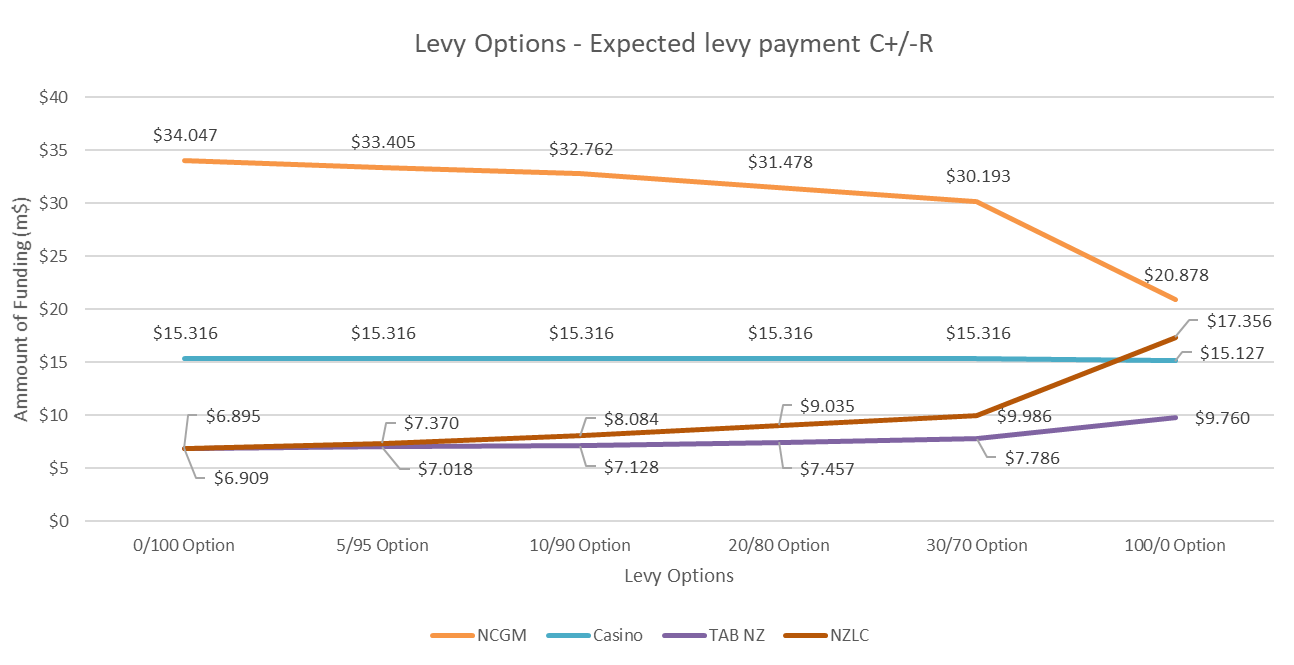 Levy Options - Expected levy payment C+/-R
Ammount of Funding (m$)
$40
$35
$30
$25
$20
$15
$10
$5
$0
$34.047
$33.405
$32.762
$31.478
$30.193
$20.878
$15.316
$15.316
$15.316
$15.316
$15.316
$15.127
$17.356
$6.895
$7.370
$8.084
$9.035
$9.986
$9.760
$6.909
$7.018
$7.128
$7.457
$7.786
0/100 Option
5/95 Option
10/90 Option
20/80 Option
30/70 Option
100/0 Option
Levy Options
NCGM
Casino
TAB NZ
NZLC